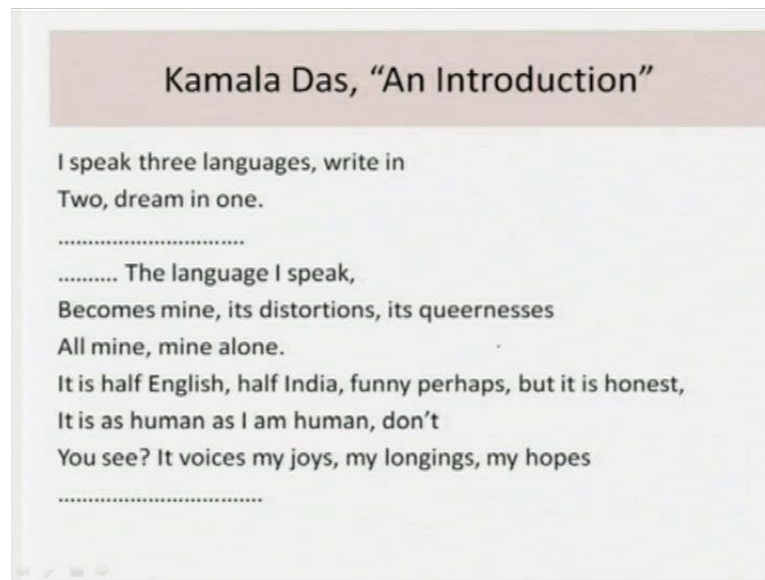 Kamala Das, “An Introduction”
I speak three languages, write in
Two, dream in one.
...............................
.......... The language I speak,
Becomes mine, its distortions, its queernesses
All mine, mine alone.
It is half English, half India, funny perhaps, but it is honest,
It is as human as I am human, don’t
You see? It voices my joys, my longings, my hopes
..................................